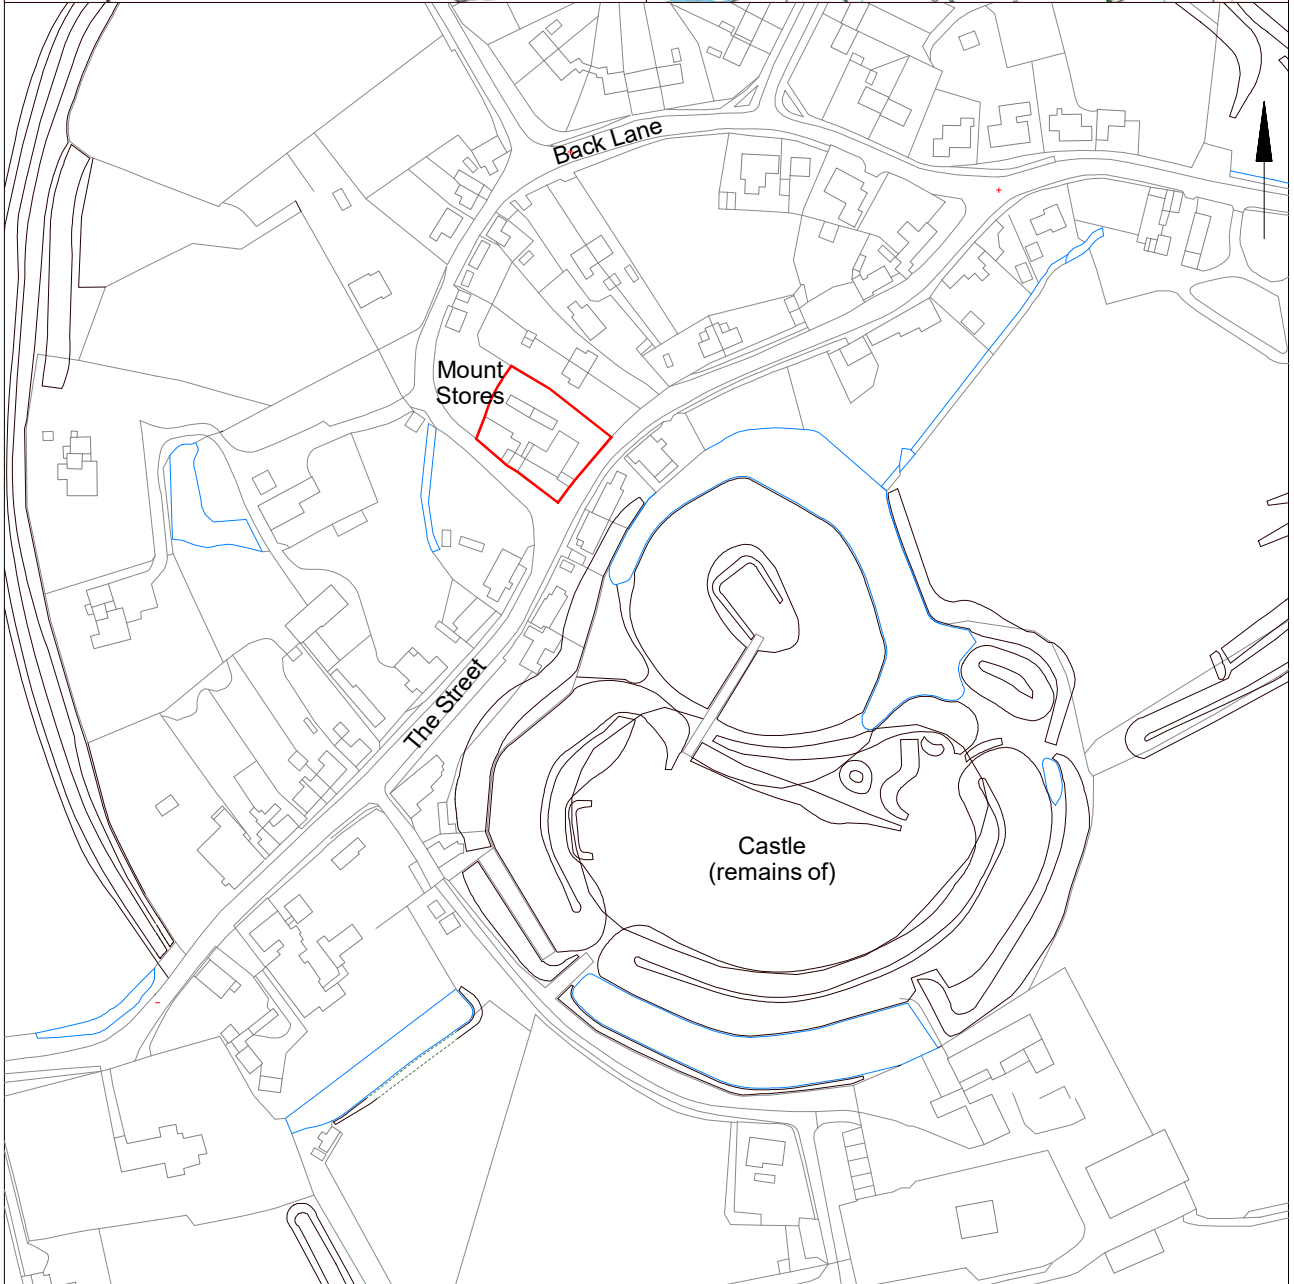 Back Lane
Mount
Stores
The Street
Castle
(remains of)